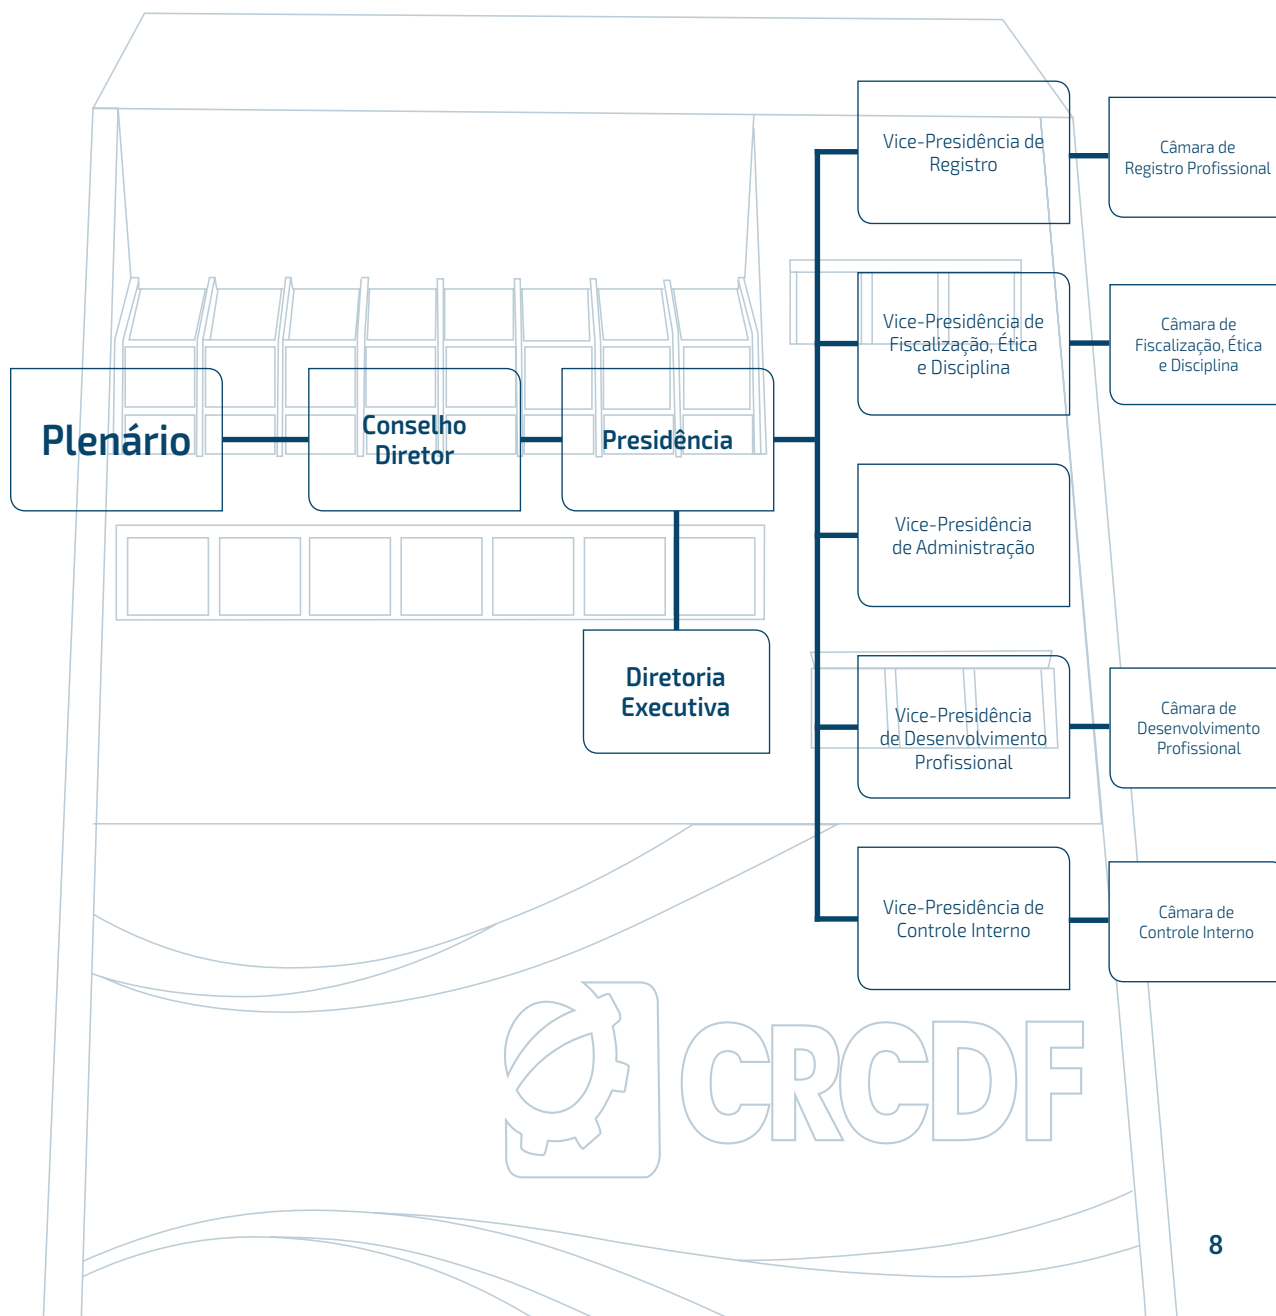 Plenário
Conselho
Diretor
Presidência
Diretoria
Executiva
Vice-Presidência de
Registro
Câmara de
Registro Profissional
Vice-Presidência de
Fiscalização, Ética
e Disciplina
Câmara de
Fiscalização, Ética
e Disciplina
Vice-Presidência
de Administração
Vice-Presidência
de Desenvolvimento
Profissional
Câmara de
Desenvolvimento
Profissional
Vice-Presidência de
Controle Interno
Câmara de
Controle Interno
CRCDF
8